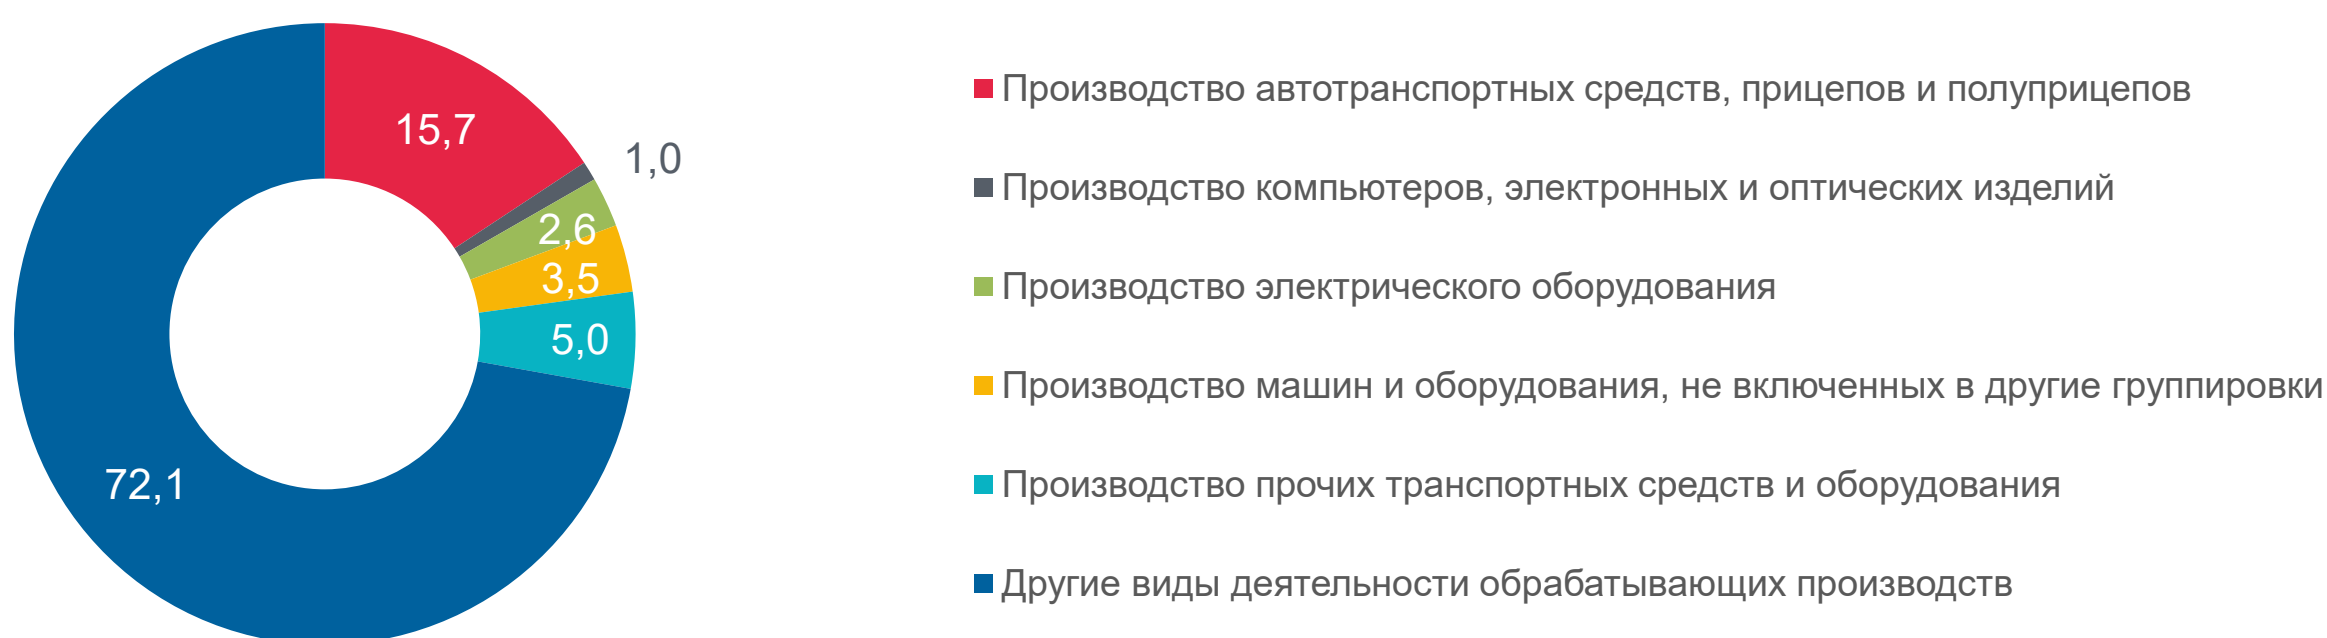 15,7
1,0
2,6
3,5
5,0
72,1
Производство автотранспортных средств, прицепов и полуприцепов
Производство компьютеров, электронных и оптических изделий
Производство электрического оборудования
Производство машин и оборудования, не включенных в другие группировки
Производство прочих транспортных средств и оборудования
Другие виды деятельности обрабатывающих производств